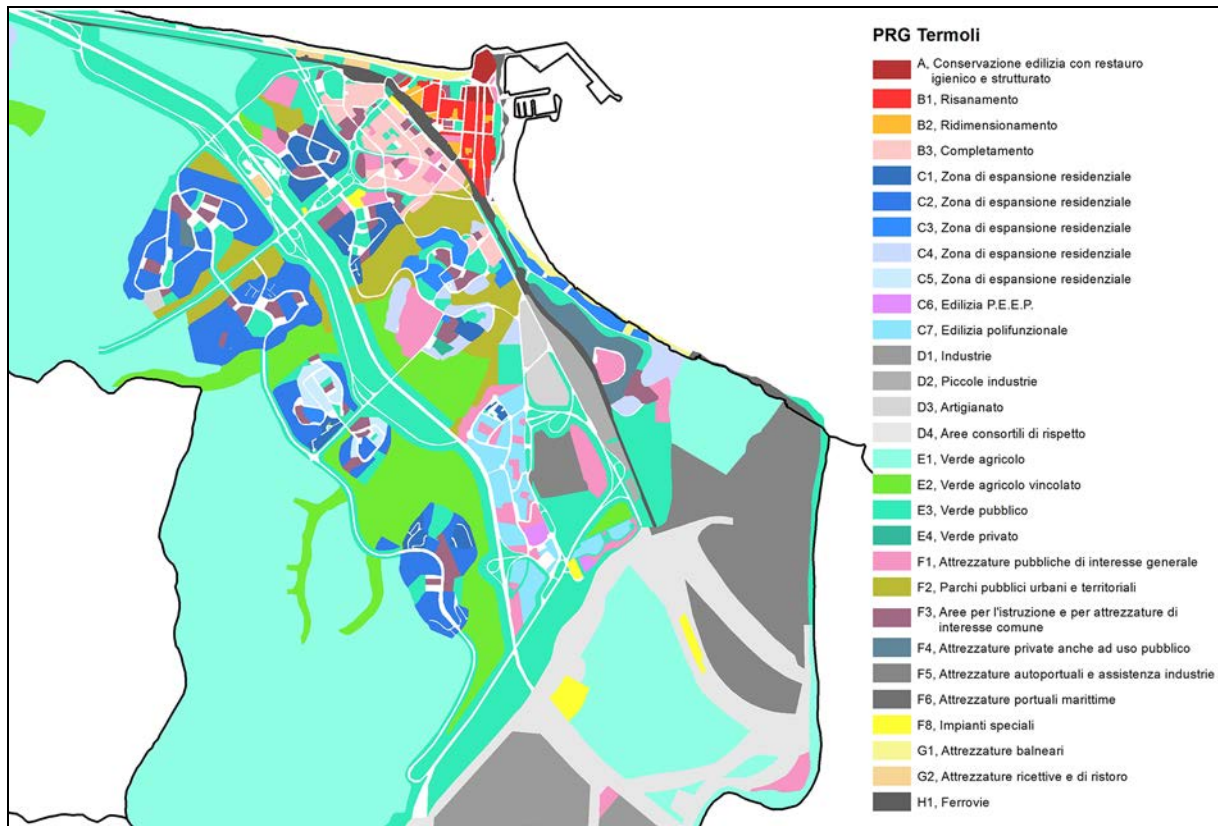 PRG Termoli
A, Conservazione edilizia con restauro
igienico e strutturato
B1, Risanamento
B2, Ridimensionamento
B3, Completamento
C1, Zona di espansione residenziale
C2, Zona di espansione residenziale
C3, Zona di espansione residenziale
C4, Zona di espansione residenziale
C5, Zona di espansione residenziale
C6, Edilizia P.E.E.P.
C7, Edilizia polifunzionale
D1, Industrie
D2, Piccole industrie
D3, Artigianato
D4, Aree consortili di rispetto
E1, Verde agricolo
E2, Verde agricolo vincolato
E3, Verde pubblico
E4, Verde privato
F1, Attrezzature pubbliche di interesse generale
F2, Parchi pubblici urbani e territoriali
F3, Aree per l'istruzione e per attrezzature di
interesse comune
F4, Attrezzature private anche ad uso pubblico
F5, Attrezzature autoportuali e assistenza industrie
F6, Attrezzature portuali marittime
F8, Impianti speciali
G1, Attrezzature balneari
G2, Attrezzature ricettive e di ristoro
H1, Ferrovie